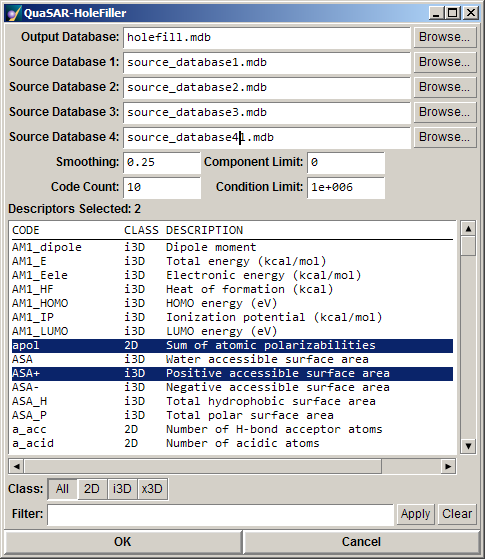 QuaSAR-HoleFiller
Output Database: holefill.mdb Browse...
Source Database 1: source_database1.mdb Browse...
Source Database 2: source_database2.mdb Browse...
Source Database 3: source_database3.mdb Browse...
Source Database 4: source_database41.mdb Browse...
Smoothing: 0.25 Component Limit: 0
Code Count: 10 Condition Limit: 1e+006
Descriptors Selected: 2
CODE CLASS DESCRIPTION
AM1_dipole i3D Dipole moment
AM1_E i3D Total energy (kcal/mol)
AM1_Eele i3D Electronic energy (kcal/mol)
AM1_HF i3D Heat of formation (kcal)
AM1_HOMO i3D HOMO energy (eV)
AM1_IP i3D Ionization potential (kcal/mol)
AM1_LUMO i3D LUMO energy (eV)
apol 2D Sum of atomic polarizabilities
ASA i3D Water accessible surface area
ASA+ i3D Positive accessible surface area
ASA- i3D Negative accessible surface area
ASA_H i3D Total hydrophobic surface area
ASA_P i3D Total polar surface area
a_acc 2D Number of H-bond acceptor atoms
a_acid 2D Number of acidic atoms
Class: All 2D i3D x3D
Filter: Apply Clear
OK Cancel